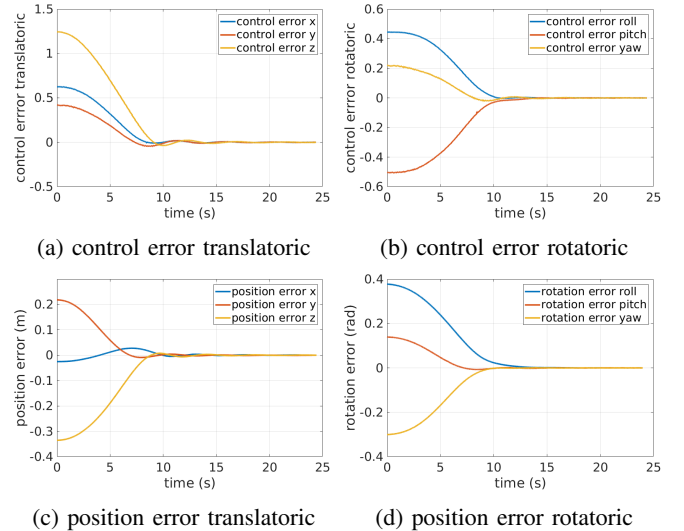 1.5
1
0.5
0
-0.5
control errror translatoric
control error x
control error y
control error z
0 5 10 15 20 25
time (s)
(a) control error translatoric
0.6
0.4
0.2
0
-0.2
-0.4
-0.6
control errror rotatoric
control error roll
control error pitch
control error yaw
0 5 10 15 20 25
time (s)
(b) control error rotatoric
0.2
0.1
0
-0.1
-0.2
-0.3
-0.4
position error (m)
position error x
position error y
position error z
0 5 10 15 20 25
time (s)
(c) position error translatoric
0.4
0.2
0
-0.2
-0.4
rotation error (rad)
rotation error roll
rotation error pitch
rotation error yaw
0 5 10 15 20 25
time (s)
(d) position error rotatoric